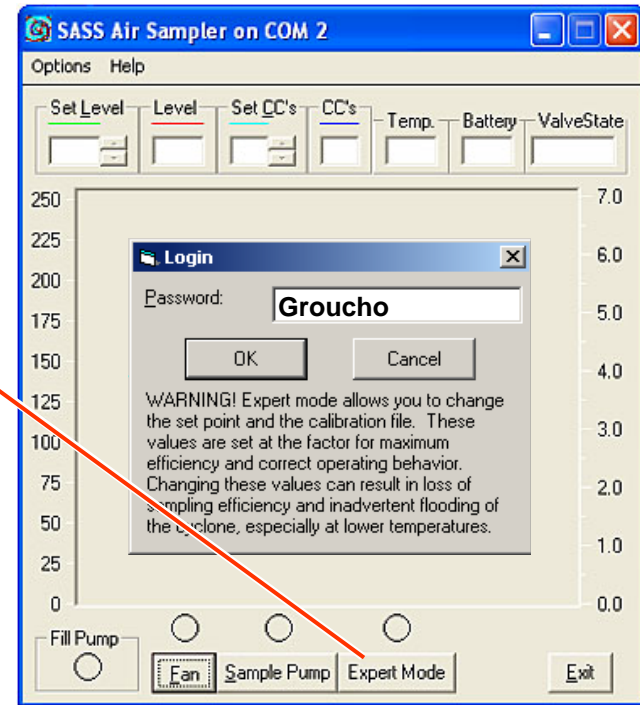 SASS Air Sampler on COM 2
Options Help
Set Level Level Set CC's CC's Temp. Battery ValveState
250 7.0
225
6.0
200
175 5.0
150
4.0
125
100 3.0
75
2.0
50
1.0
25
0 0.0
Login
Password: Groucho
OK Cancel
WARNING! Expert mode allows you to change
the set point and the calibration file. These
values are set at the factor for maximum
efficiency and correct operating behavior.
Changing these values can result in loss of
sampling efficiency and inadvertent flooding of
the cyclone, especially at lower temperatures.
Fill Pump
Fan Sample Pump Expert Mode Exit